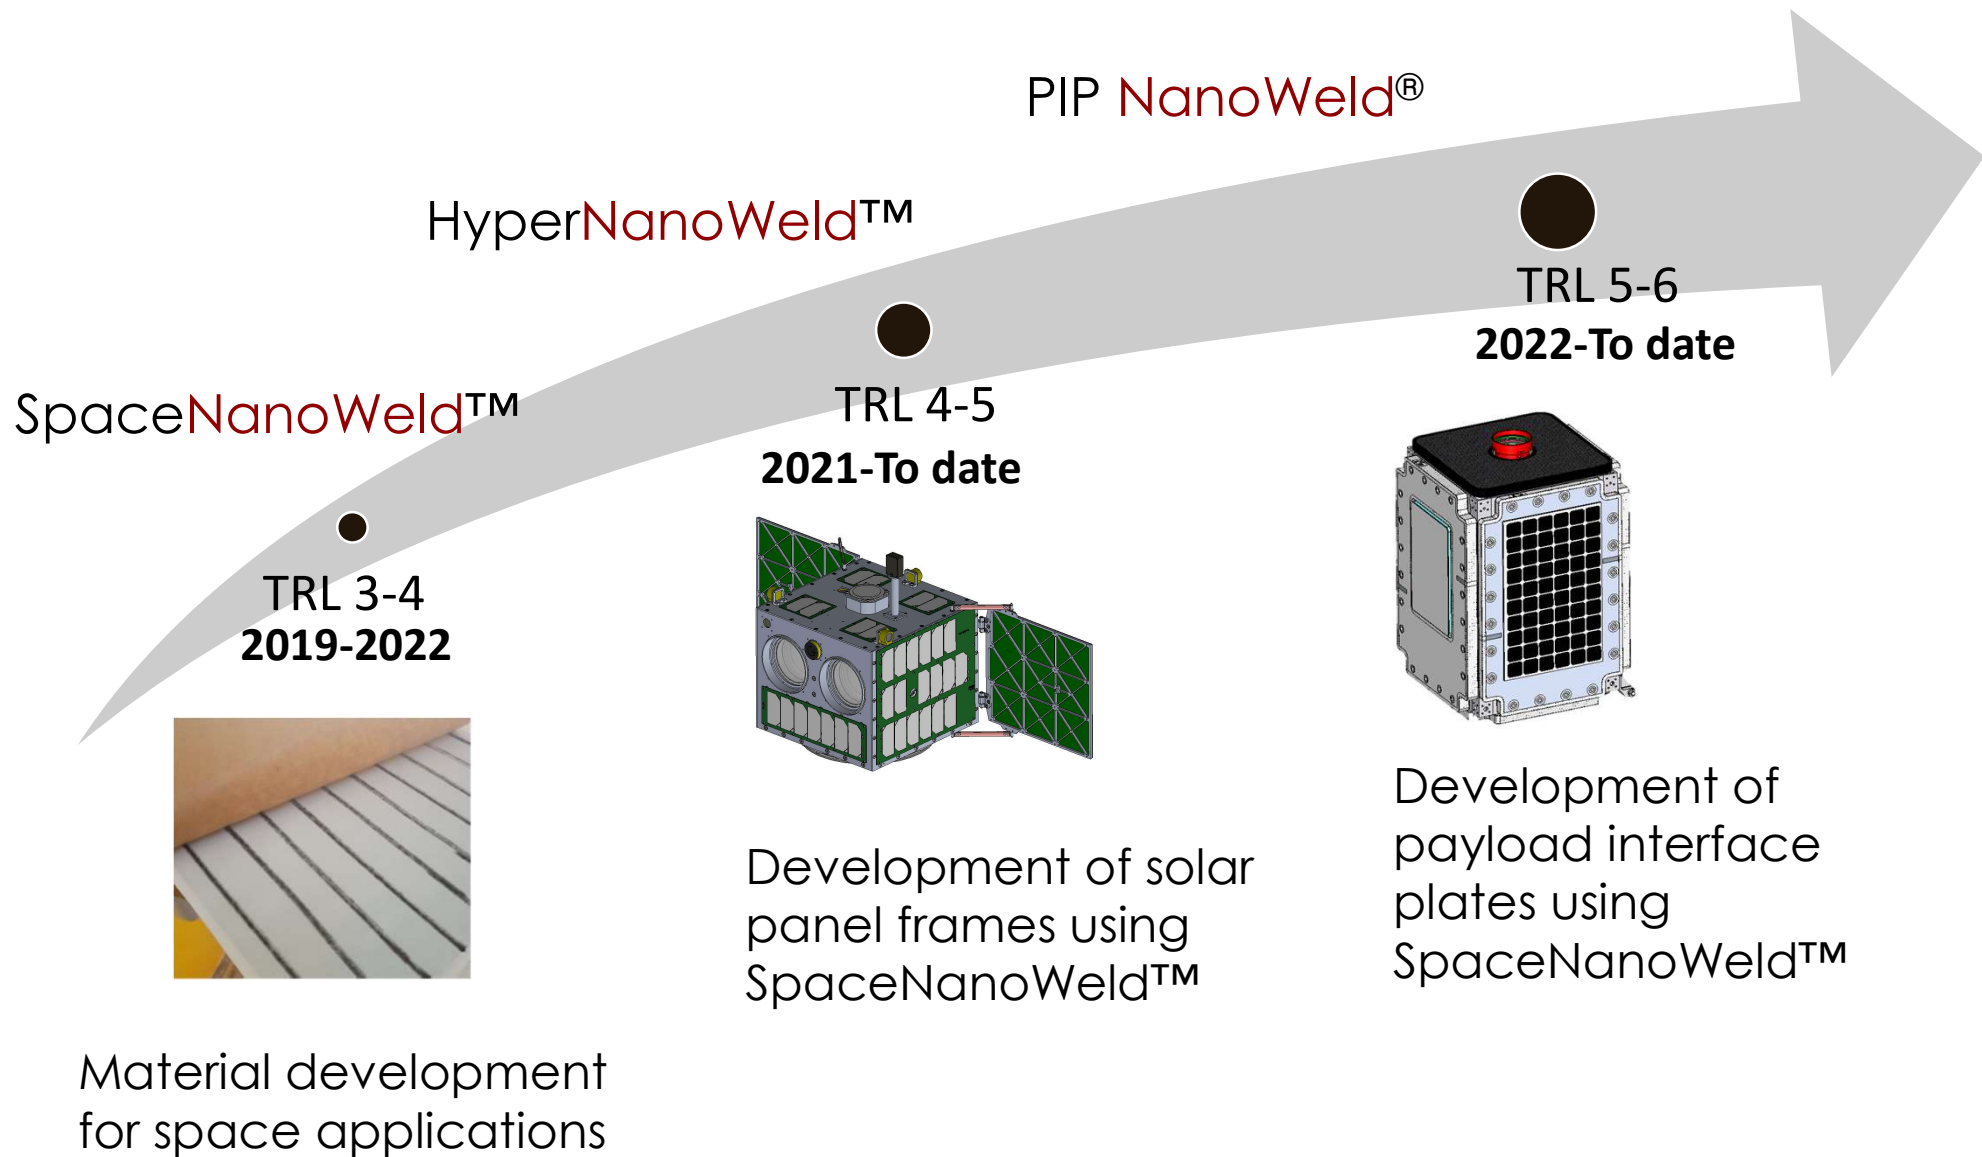 PIP NanoWeld®
HyperNanoWeld™
SpaceNanoWeld™
TRL 3-4
2019-2022
Material development
for space applications
TRL 4-5
2021-To date
Development of solar
panel frames using
SpaceNanoWeld™
TRL 5-6
2022-To date
Development of
payload interface
plates using
SpaceNanoWeld™